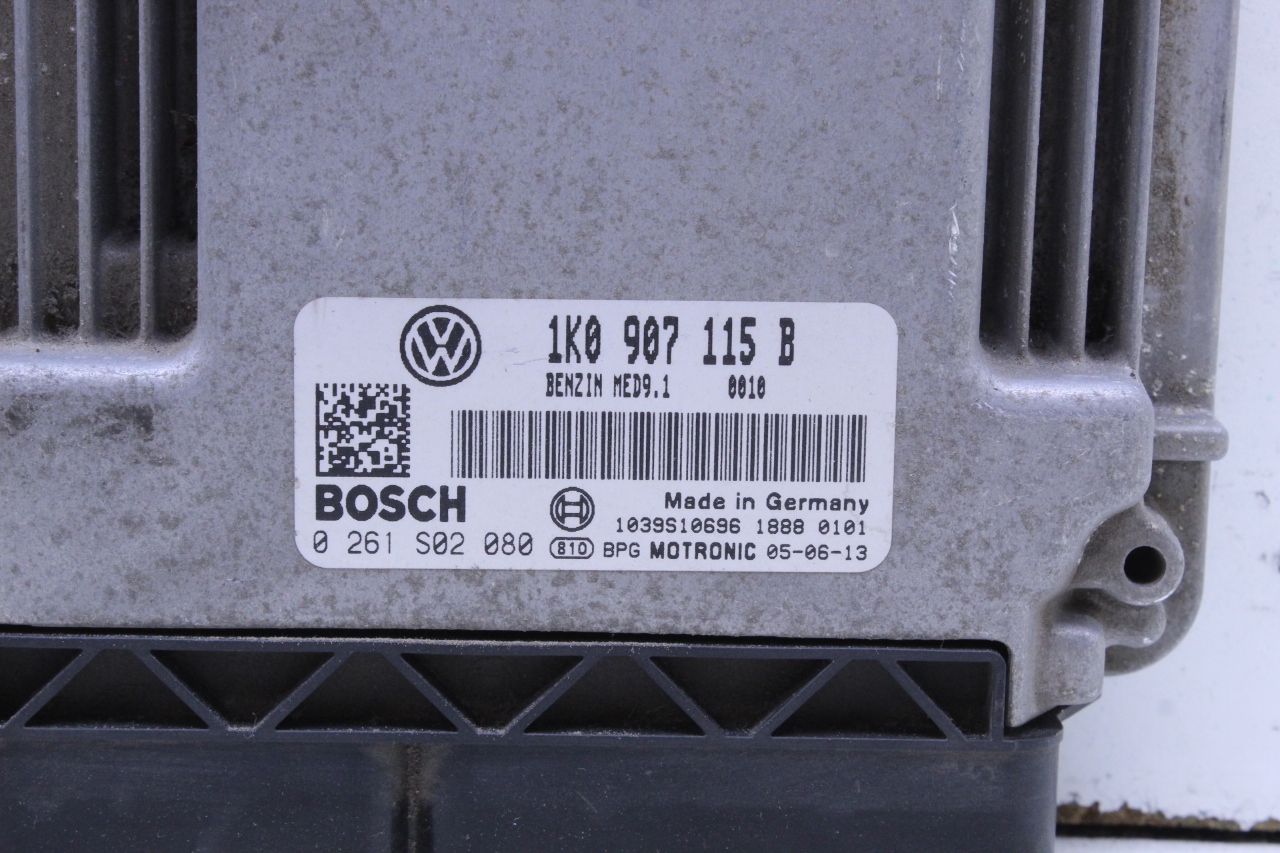 1K0 907 115 B
BENZIN MED9.1 0010
BOSCH
Made in Germany
1039S10696 1888 0101
0 261 S02 080 810 BPG MOTRONIC 05-06-13